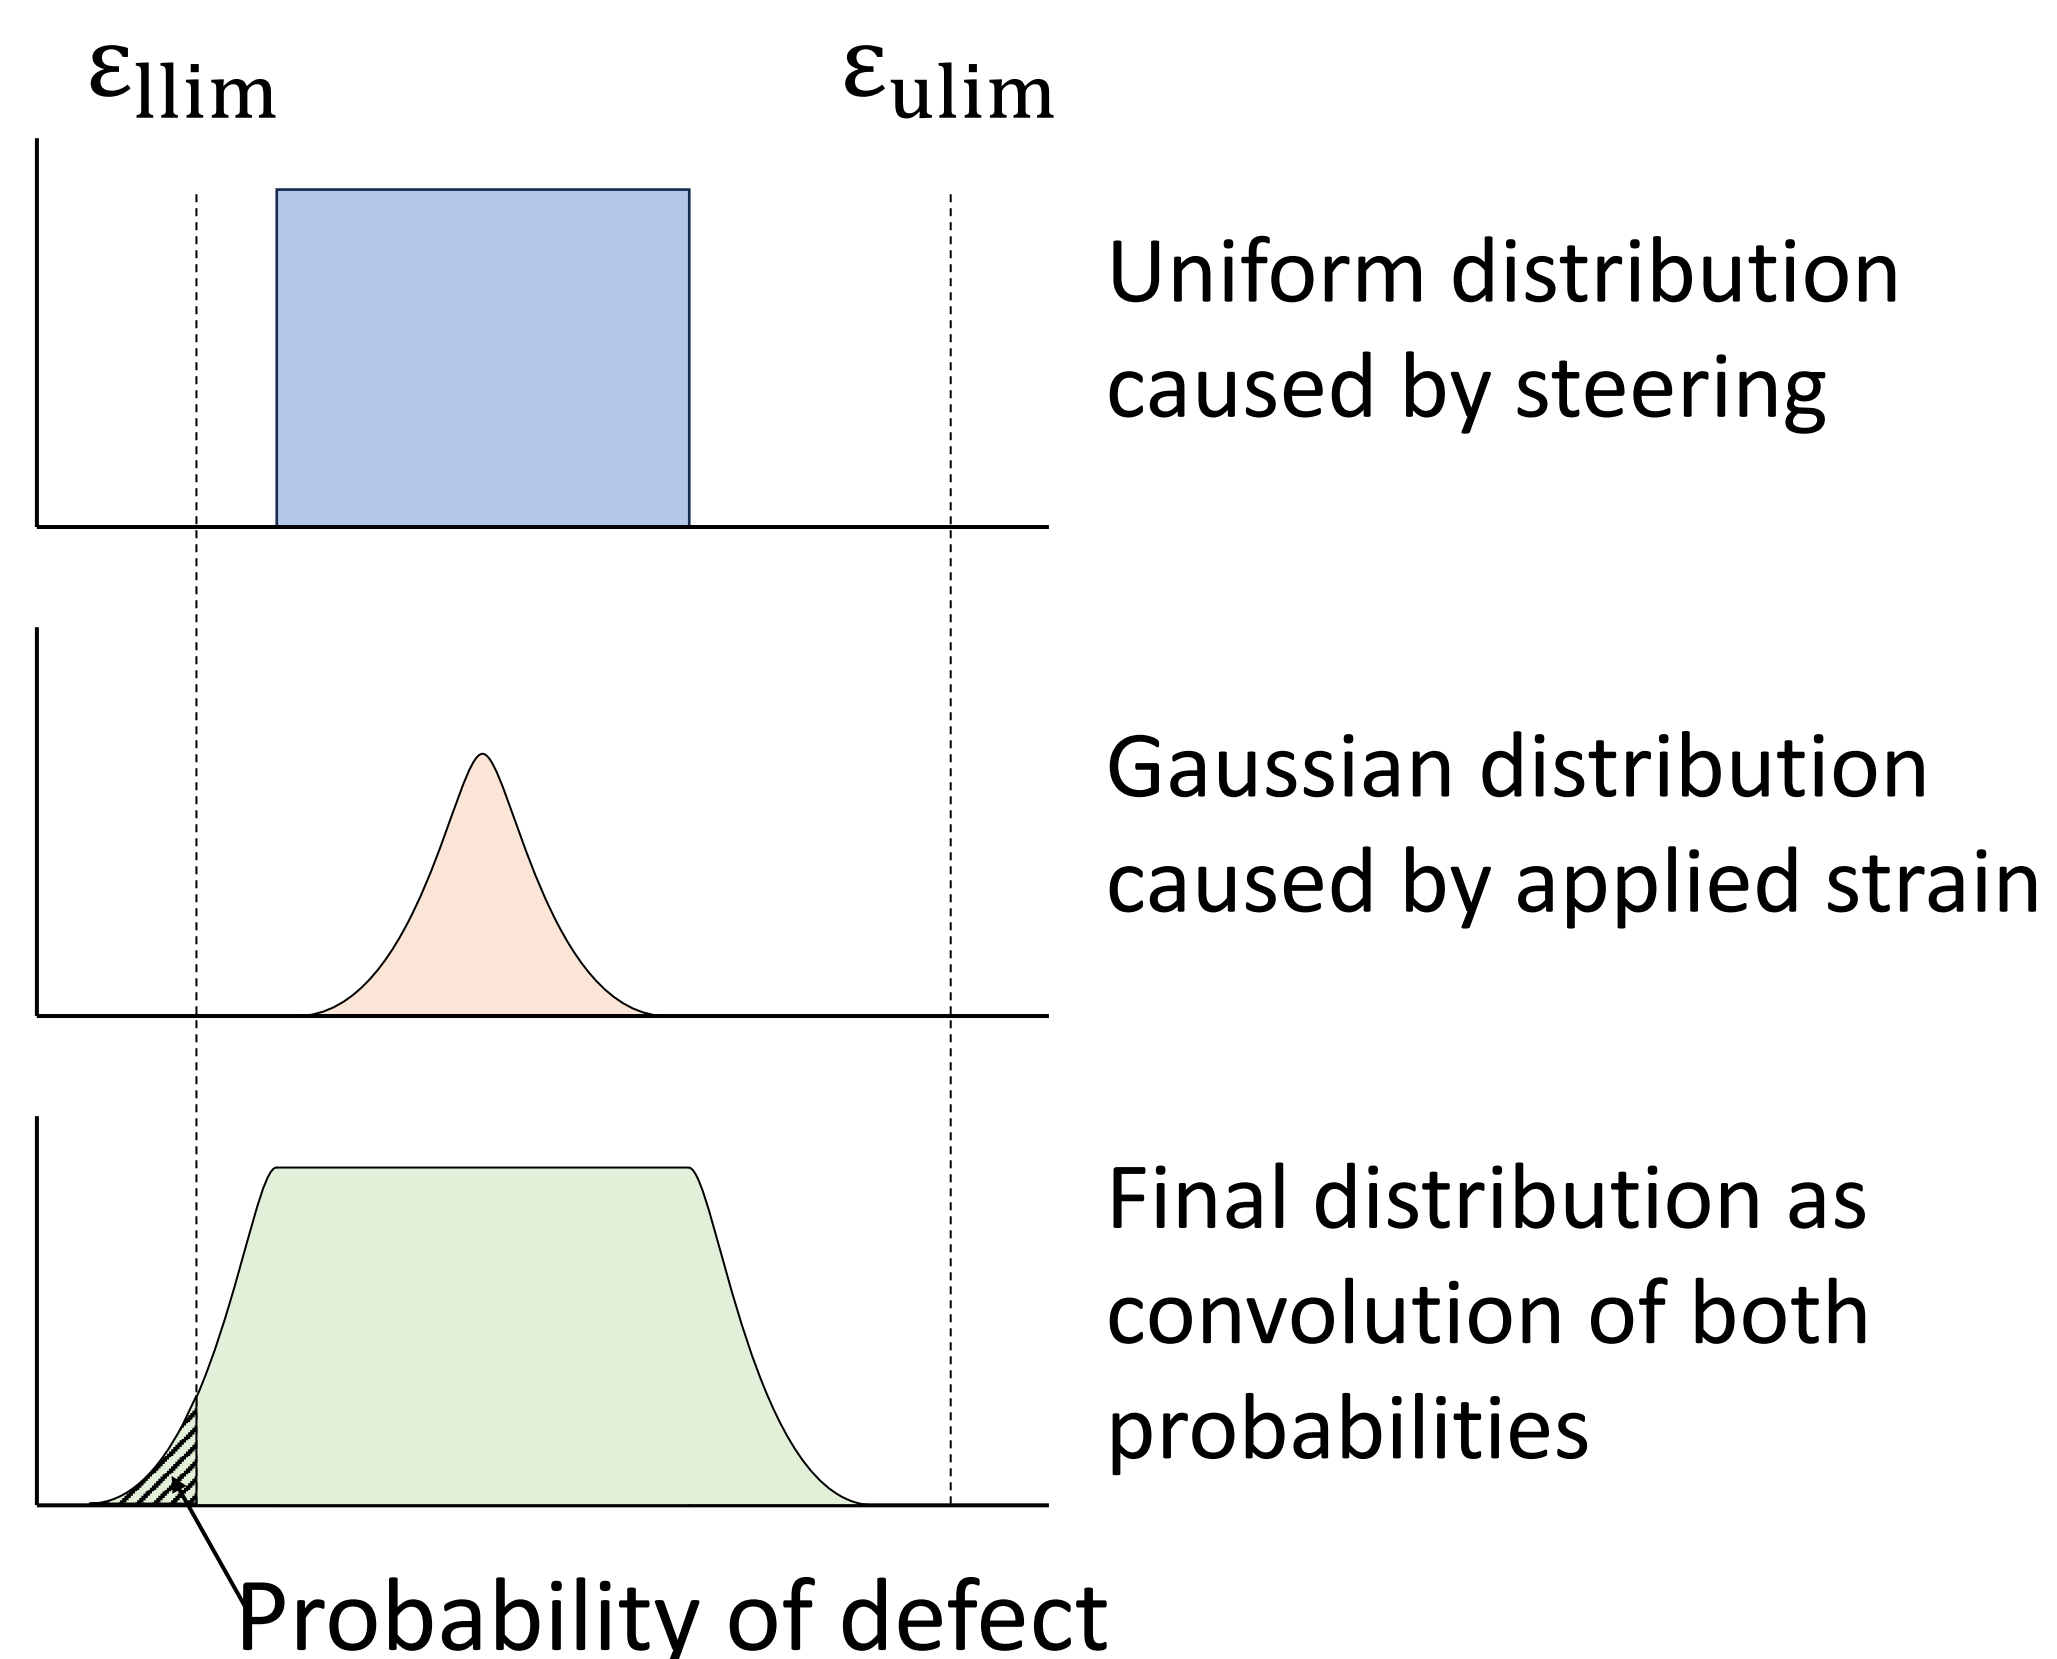 εllim
εulim
Uniform distribution
caused by steering
Gaussian distribution
caused by applied strain
Final distribution as
convolution of both
probabilities
Probability of defect